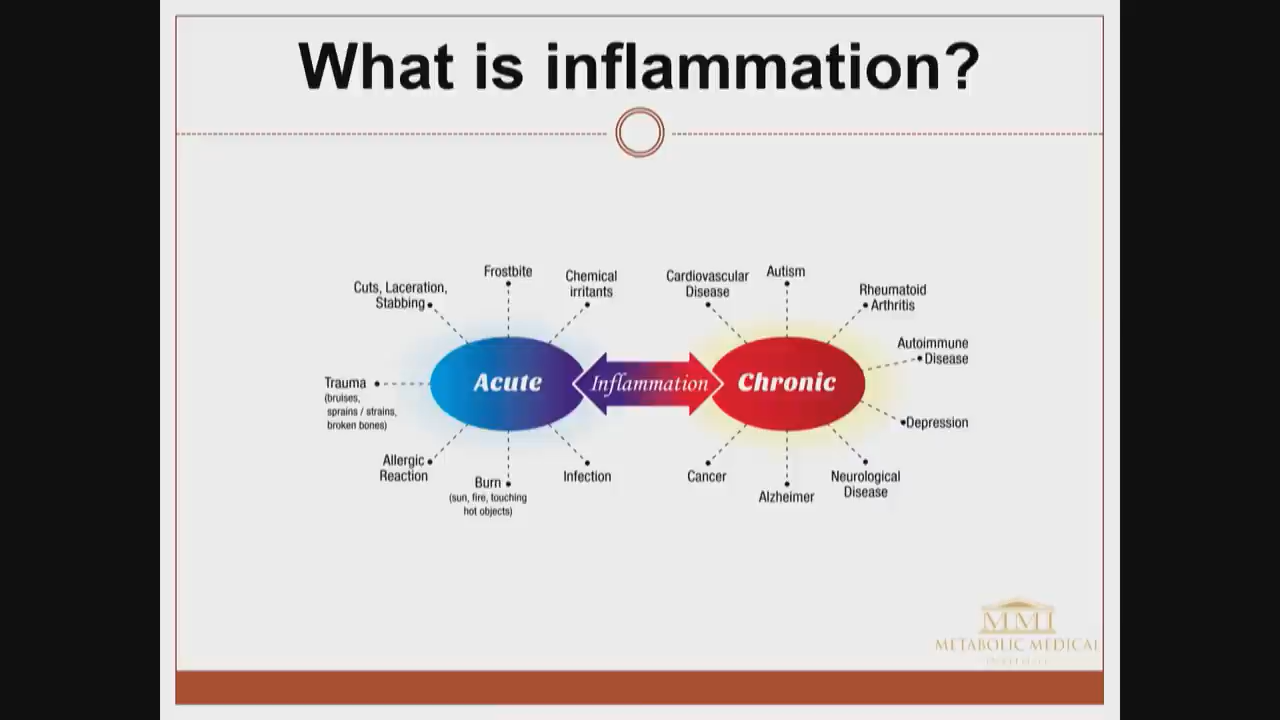 What is inflammation?
Frostbite
Chemical
irritants
Cuts, Laceration,
Stabbing
Trauma
(bruises,
sprains / strains,
broken bones)
Allergic
Reaction
Burn
(sun, fire, touching
hot objects)
Infection
Acute
Inflammation
Chronic
Cardiovascular
Disease
Autism
Rheumatoid
Arthritis
Autoimmune
Disease
Depression
Neurological
Disease
Alzheimer
Cancer
MMI
METABOLIC MEDICAL